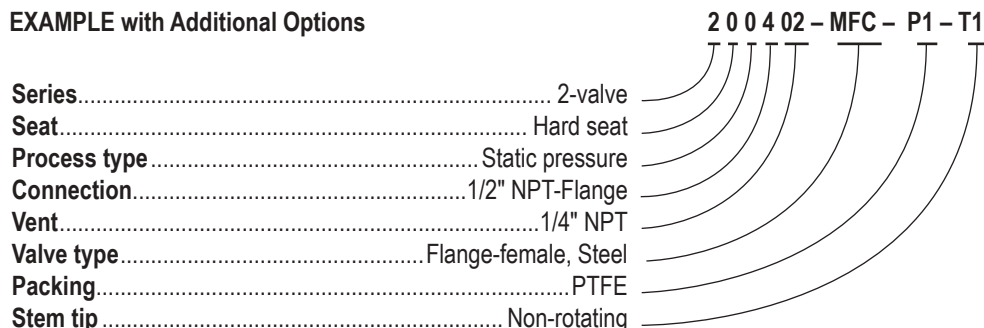 EXAMPLE with Additional Options 2 0 0 4 02 – MFC – P1 – T1
Series........................................................................ 2-valve
Seat.................................................................... Hard seat
Process type............................................ Static pressure
Connection............................................1/2" NPT-Flange
Vent.....................................................................1/4" NPT
Valve type.........................................Flange-female, Steel
Packing.....................................................................PTFE
Stem tip ...................................................... Non-rotating